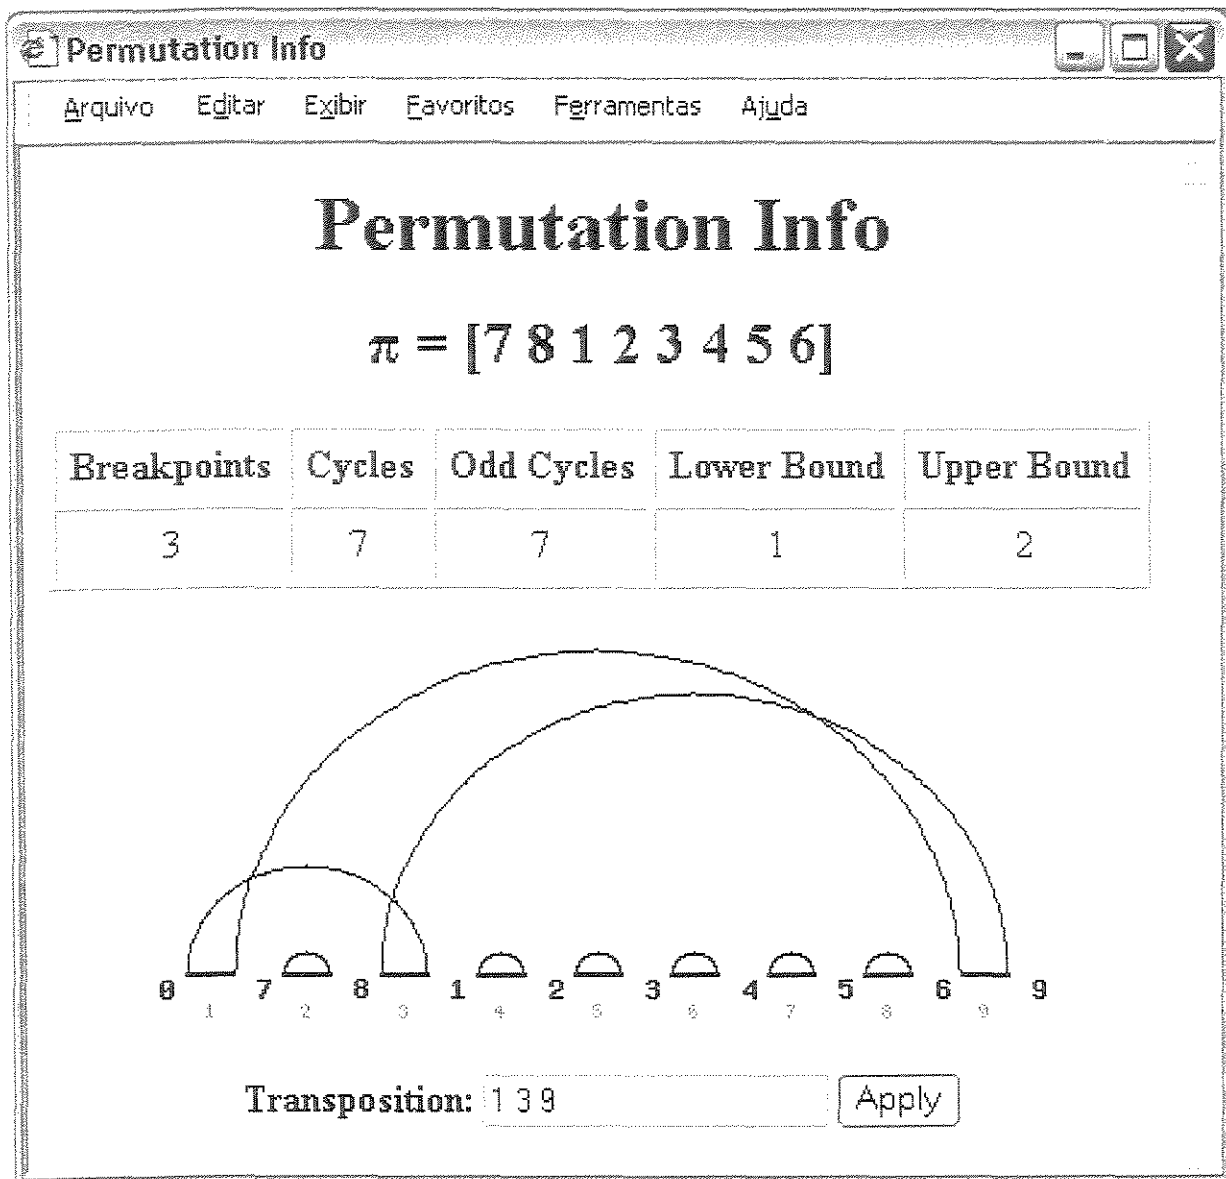 Permutation Info
Arquivo Editar Exibir Favoritos Ferramentas Ajuda
Permutation Info
π = [7 8 1 2 3 4 5 6]
Breakpoints Cycles Odd Cycles Lower Bound Upper Bound
3 7 7 1 2
0 7 8 1 2 3 4 5 6 9
1 2 3 4 5 6 7 8 9
Transposition: 1 3 9 Apply